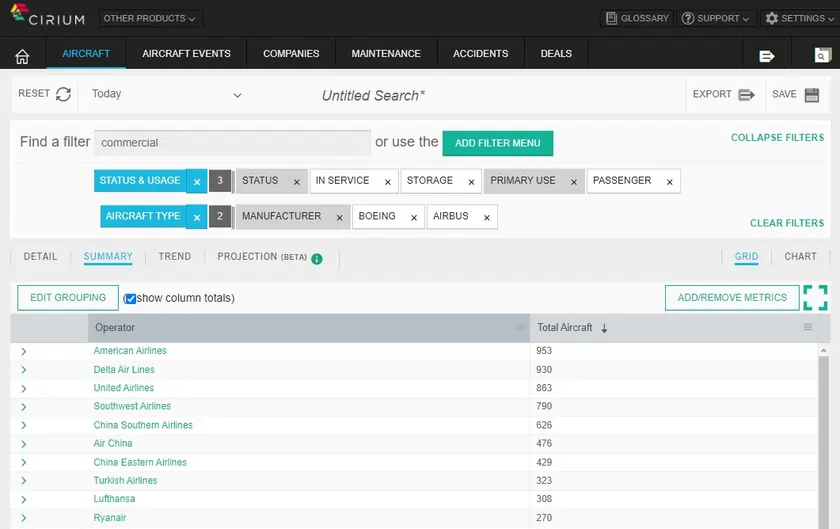 CIRIUM OTHER PRODUCTS GLOSSARY SUPPORT SETTINGS
AIRCRAFT AIRCRAFT EVENTS COMPANIES MAINTENANCE ACCIDENTS DEALS
RESET Today Untitled Search* EXPORT SAVE
Find a filter commercial or use the ADD FILTER MENU COLLAPSE FILTERS
STATUS & USAGE × 3 STATUS × IN SERVICE × STORAGE × PRIMARY USE × PASSENGER ×
AIRCRAFT TYPE × 2 MANUFACTURER × BOEING × AIRBUS ×
CLEAR FILTERS
DETAIL SUMMARY TREND PROJECTION (BETA) i GRID CHART
EDIT GROUPING (show column totals) ADD/REMOVE METRICS
Operator Total Aircraft
American Airlines 953
Delta Air Lines 930
United Airlines 863
Southwest Airlines 790
China Southern Airlines 626
Air China 476
China Eastern Airlines 429
Turkish Airlines 323
Lufthansa 308
Ryanair 270